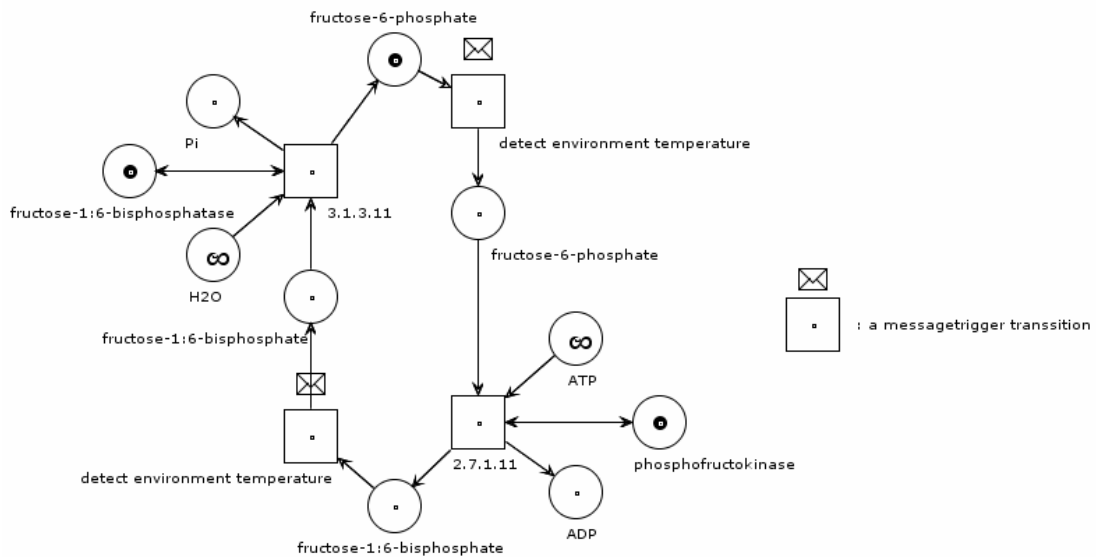 fructose-6-phosphate
Pi
detect environment temperature
fructose-1:6-bisphosphatase
3.1.3.11
fructose-6-phosphate
H2O
: a messagetrigger transsition
fructose-1:6-bisphosphate
ATP
2.7.1.11
phosphofructokinase
detect environment temperature
ADP
fructose-1:6-bisphosphate